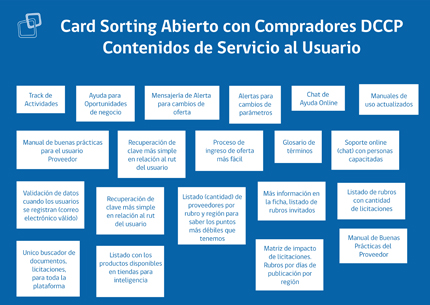 Card Sorting Abierto con Compradores DCCP
Contenidos de Servicio al Usuario
Track de
Actividades
Ayuda para
Oportunidades
de negocio
Mensajería de Alerta
para cambios de
oferta
Alertas para
cambios de
parámetros
Chat de
Ayuda Online
Manuales de
uso actualizados
Manual de buenas prácticas
para el usuario
Proveedor
Recuperación de
clave más simple
en relación al rut
del usuario
Proceso de
ingreso de oferta
más fácil
Glosario de
términos
Soporte online
(chat) con personas
capacitadas
Validación de datos
cuando los usuarios
se registran (correo
electrónico válido)
Recuperación de
clave más simple
en relación al rut
del usuario
Listado (cantidad) de
proveedores por
rubro y región para
saber los puntos
más débiles que
tenemos
Más información en
la ficha, listado de
rubros invitados
Listado de rubros
con cantidad
de licitaciones
Unico buscador de
documentos,
licitaciones,
para toda la
plataforma
Listado con los
productos disponibles
en tiendas para
inteligencia
Matriz de impacto
de licitaciones.
Rubros por días de
publicación por
región
Manual de Buenas
Prácticas del
Proveedor